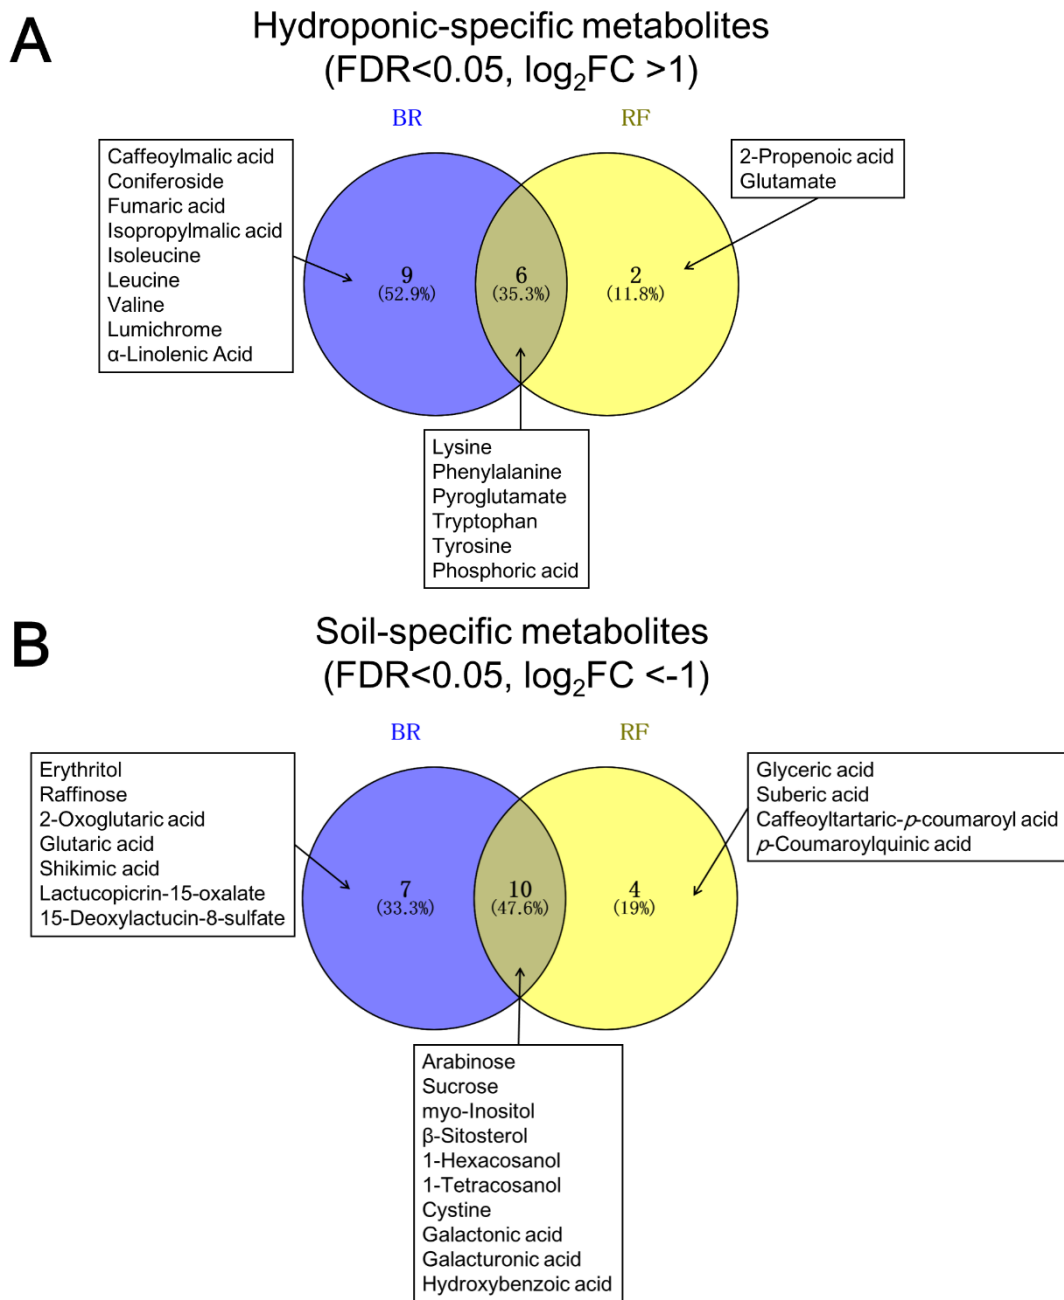 A
Hydroponic-specific metabolites
(FDR<0.05, log₂FC >1)
BR
RF
Caffeoylmalic acid
Coniferoside
Fumaric acid
Isopropylmalic acid
Isoleucine
Leucine
Valine
Lumichrome
α-Linolenic Acid
2-Propenoic acid
Glutamate
9
(52.9%)
6
(35.3%)
2
(11.8%)
Lysine
Phenylalanine
Pyroglutamate
Tryptophan
Tyrosine
Phosphoric acid
B
Soil-specific metabolites
(FDR<0.05, log₂FC <-1)
BR
RF
Erythritol
Raffinose
2-Oxoglutaric acid
Glutaric acid
Shikimic acid
Lactucopicrin-15-oxalate
15-Deoxylactucin-8-sulfate
Glyceric acid
Suberic acid
Caffeoyltartaric-p-coumaroyl acid
p-Coumaroylquinic acid
7
(33.3%)
10
(47.6%)
4
(19%)
Arabinose
Sucrose
myo-Inositol
β-Sitosterol
1-Hexacosanol
1-Tetracosanol
Cystine
Galactonic acid
Galacturonic acid
Hydroxybenzoic acid